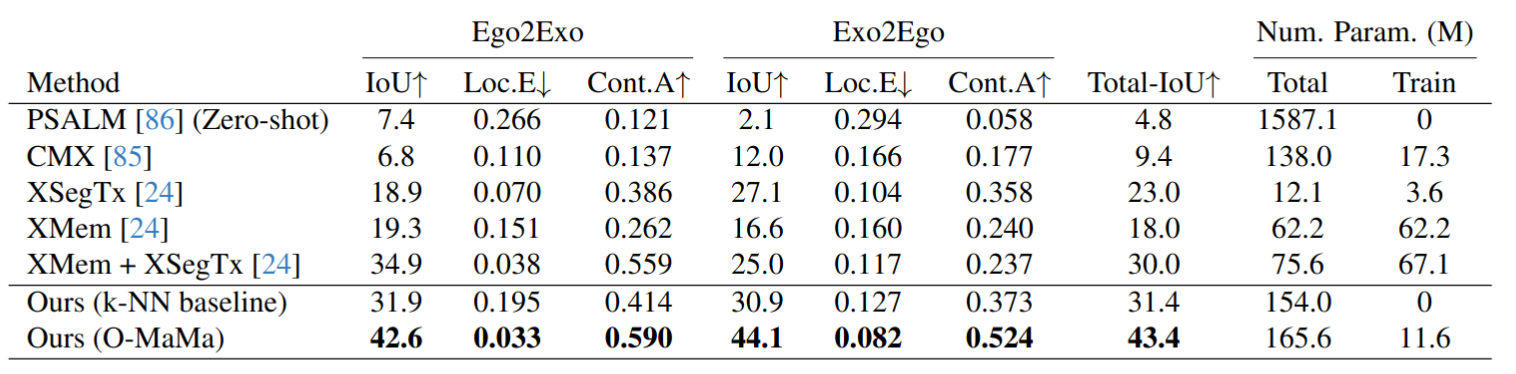 Ego2Exo Exo2Ego Num. Param. (M)
Method IoU↑ Loc.E↓ Cont.A↑ IoU↑ Loc.E↓ Cont.A↑ Total-IoU↑ Total Train
PSALM [86] (Zero-shot) 7.4 0.266 0.121 2.1 0.294 0.058 4.8 1587.1 0
CMX [85] 6.8 0.110 0.137 12.0 0.166 0.177 9.4 138.0 17.3
XSegTx [24] 18.9 0.070 0.386 27.1 0.104 0.358 23.0 12.1 3.6
XMem [24] 19.3 0.151 0.262 16.6 0.160 0.240 18.0 62.2 62.2
XMem + XSegTx [24] 34.9 0.038 0.559 25.0 0.117 0.237 30.0 75.6 67.1
Ours (k-NN baseline) 31.9 0.195 0.414 30.9 0.127 0.373 31.4 154.0 0
Ours (O-MaMa) 42.6 0.033 0.590 44.1 0.082 0.524 43.4 165.6 11.6